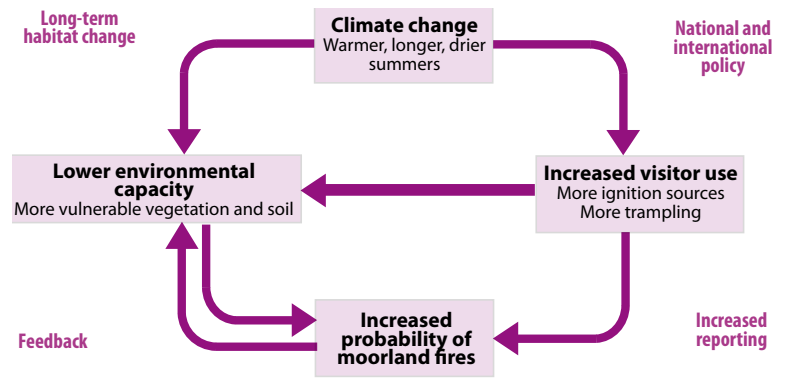 Long-term
habitat change
Climate change
Warmer, longer, drier
summers
National and
international
policy
Lower environmental
capacity
More vulnerable vegetation and soil
Increased visitor use
More ignition sources
More trampling
Feedback
Increased
probability of
moorland fires
Increased
reporting